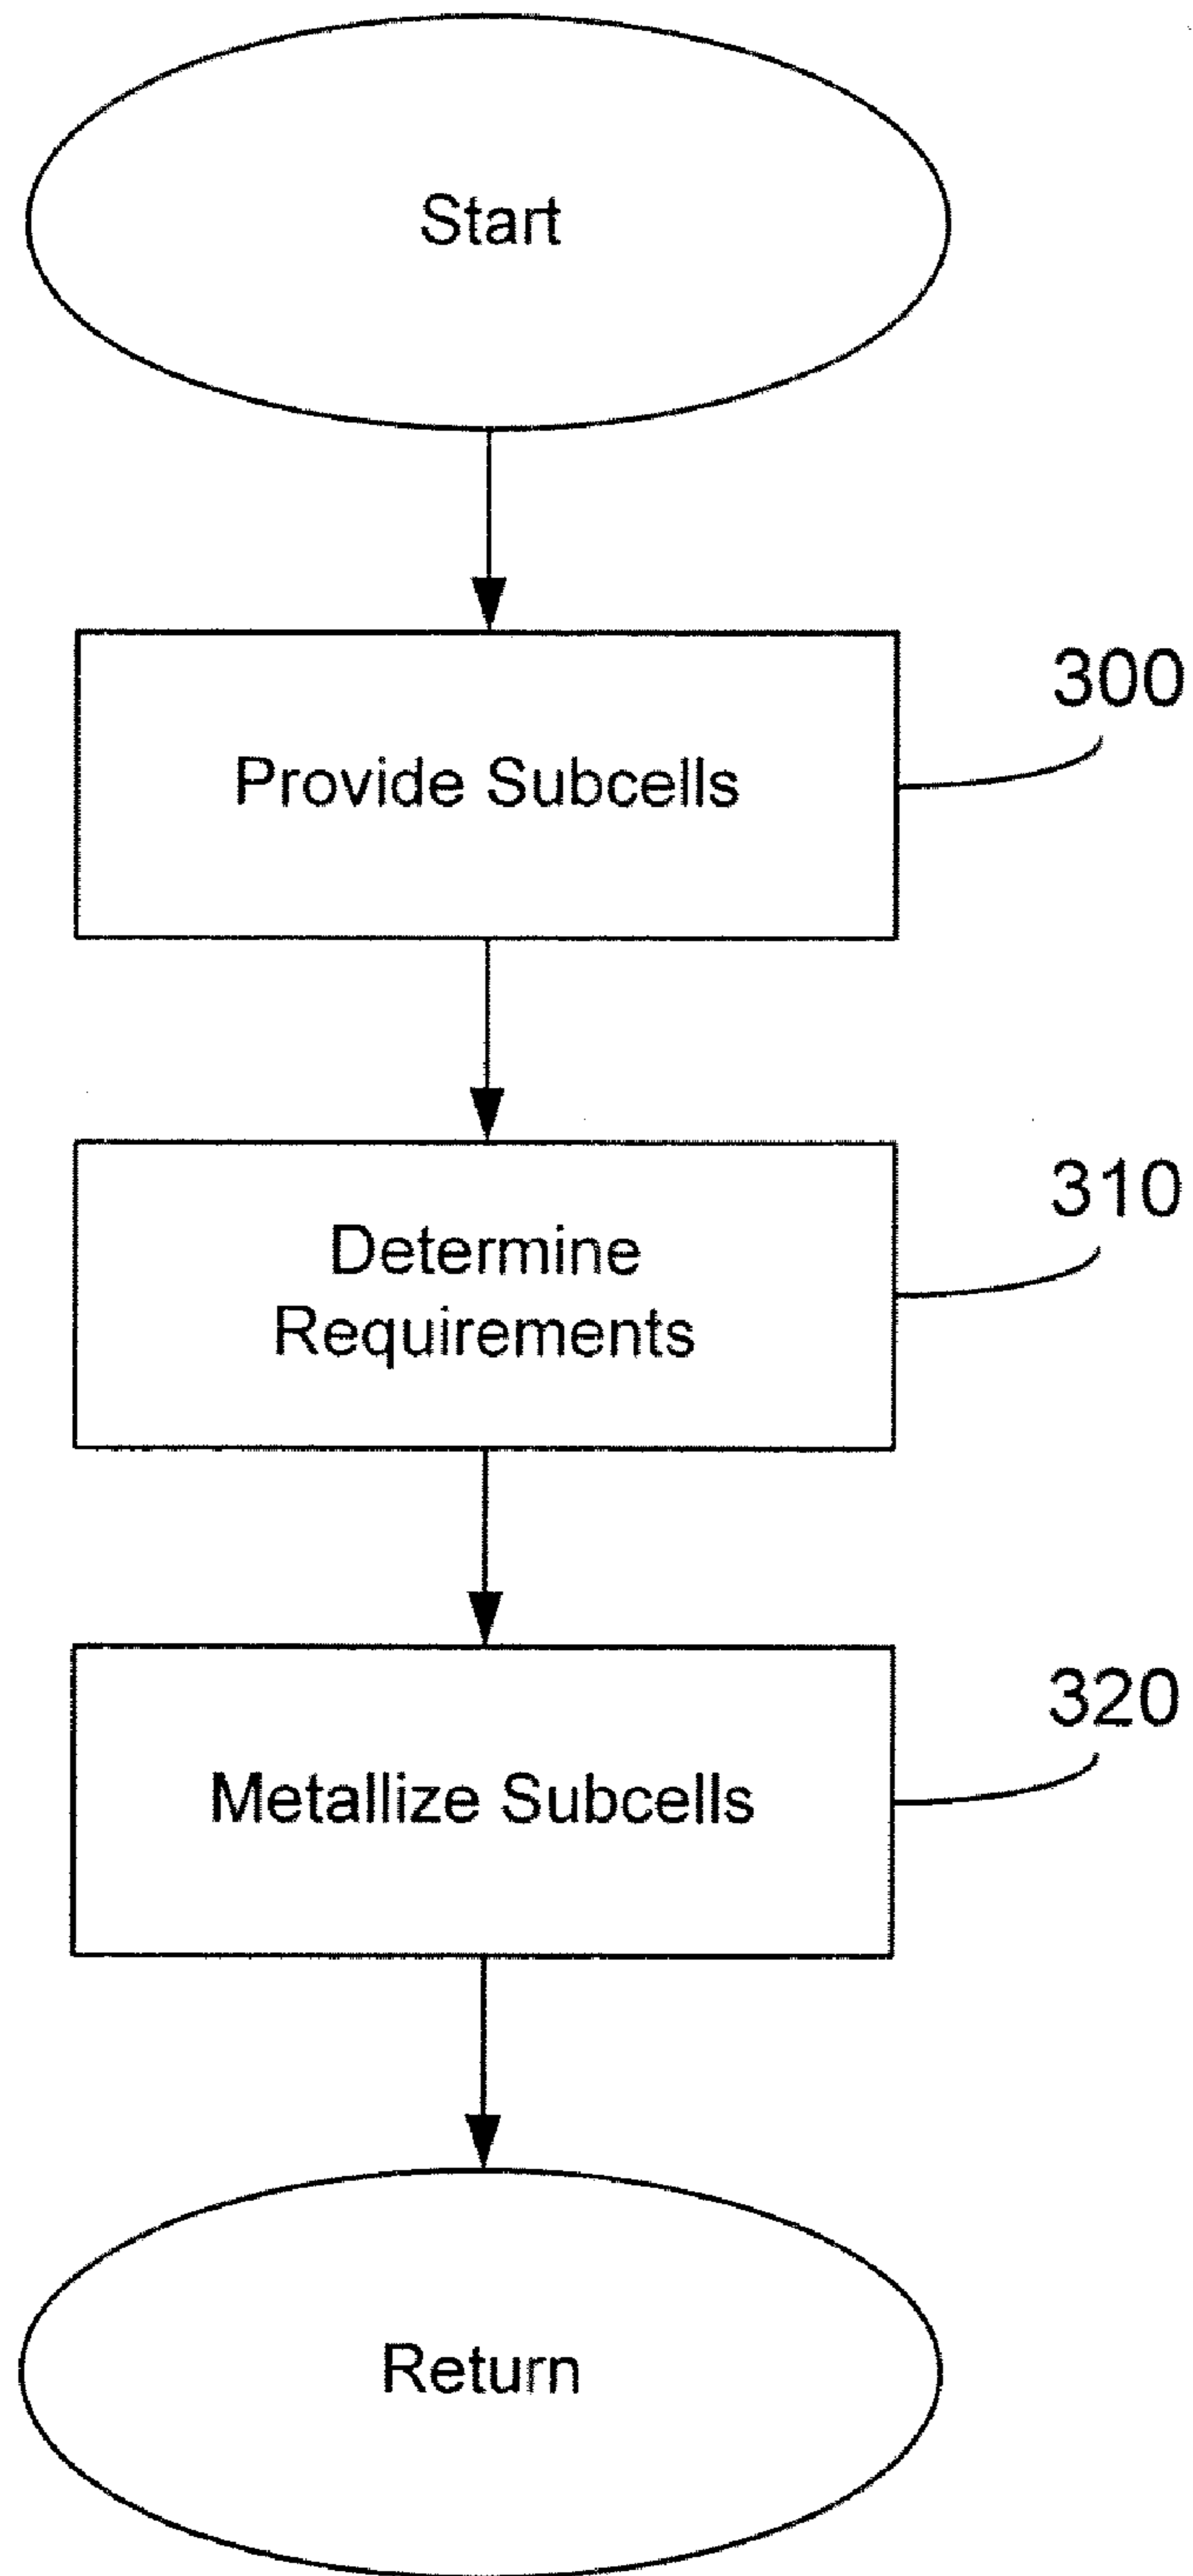 Start
300
Provide Subcells
310
Determine
Requirements
320
Metallize Subcells
Return